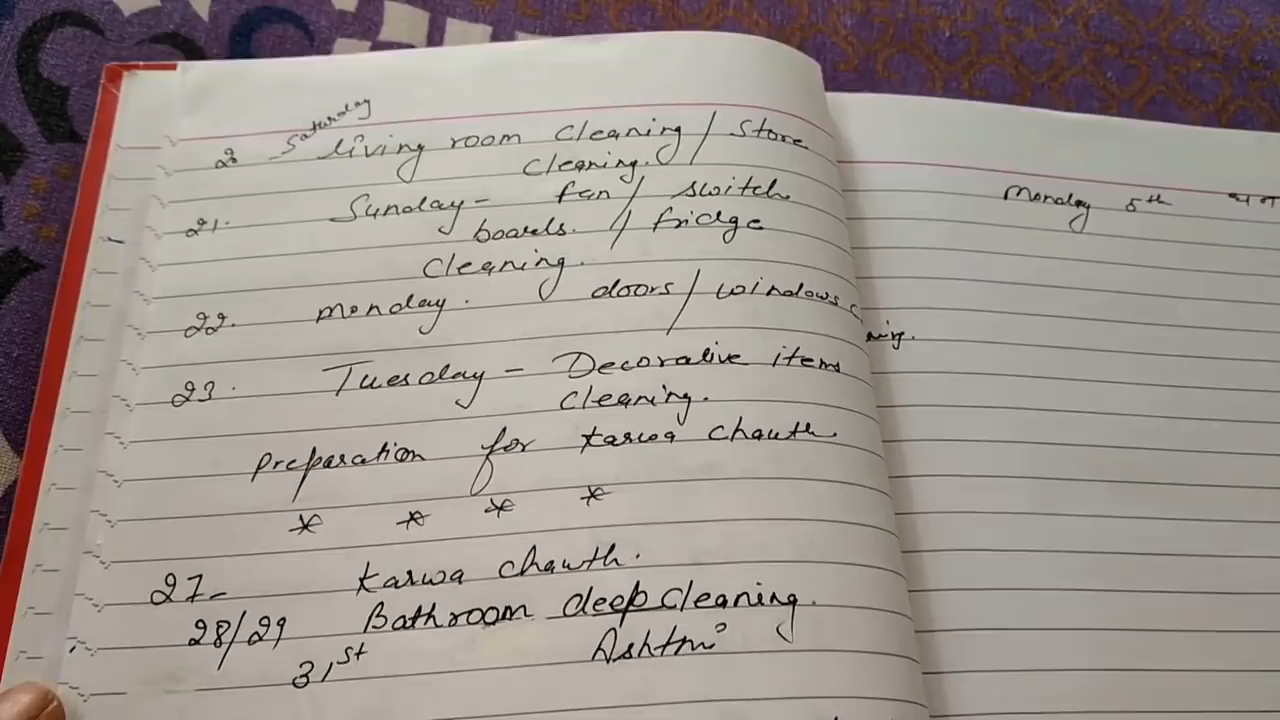 Saturday
living room cleaning / Store
cleaning.
21. Sunday - fan / switch
boards. / fridge
cleaning.
22. monday. doors / windows
23. Tuesday - Decorative items
cleaning.
preparation for karwa chauth
* * * *
27- karwa chauth.
28/29 Bathroom deep cleaning.
31st Ashtmi
Monday 5th